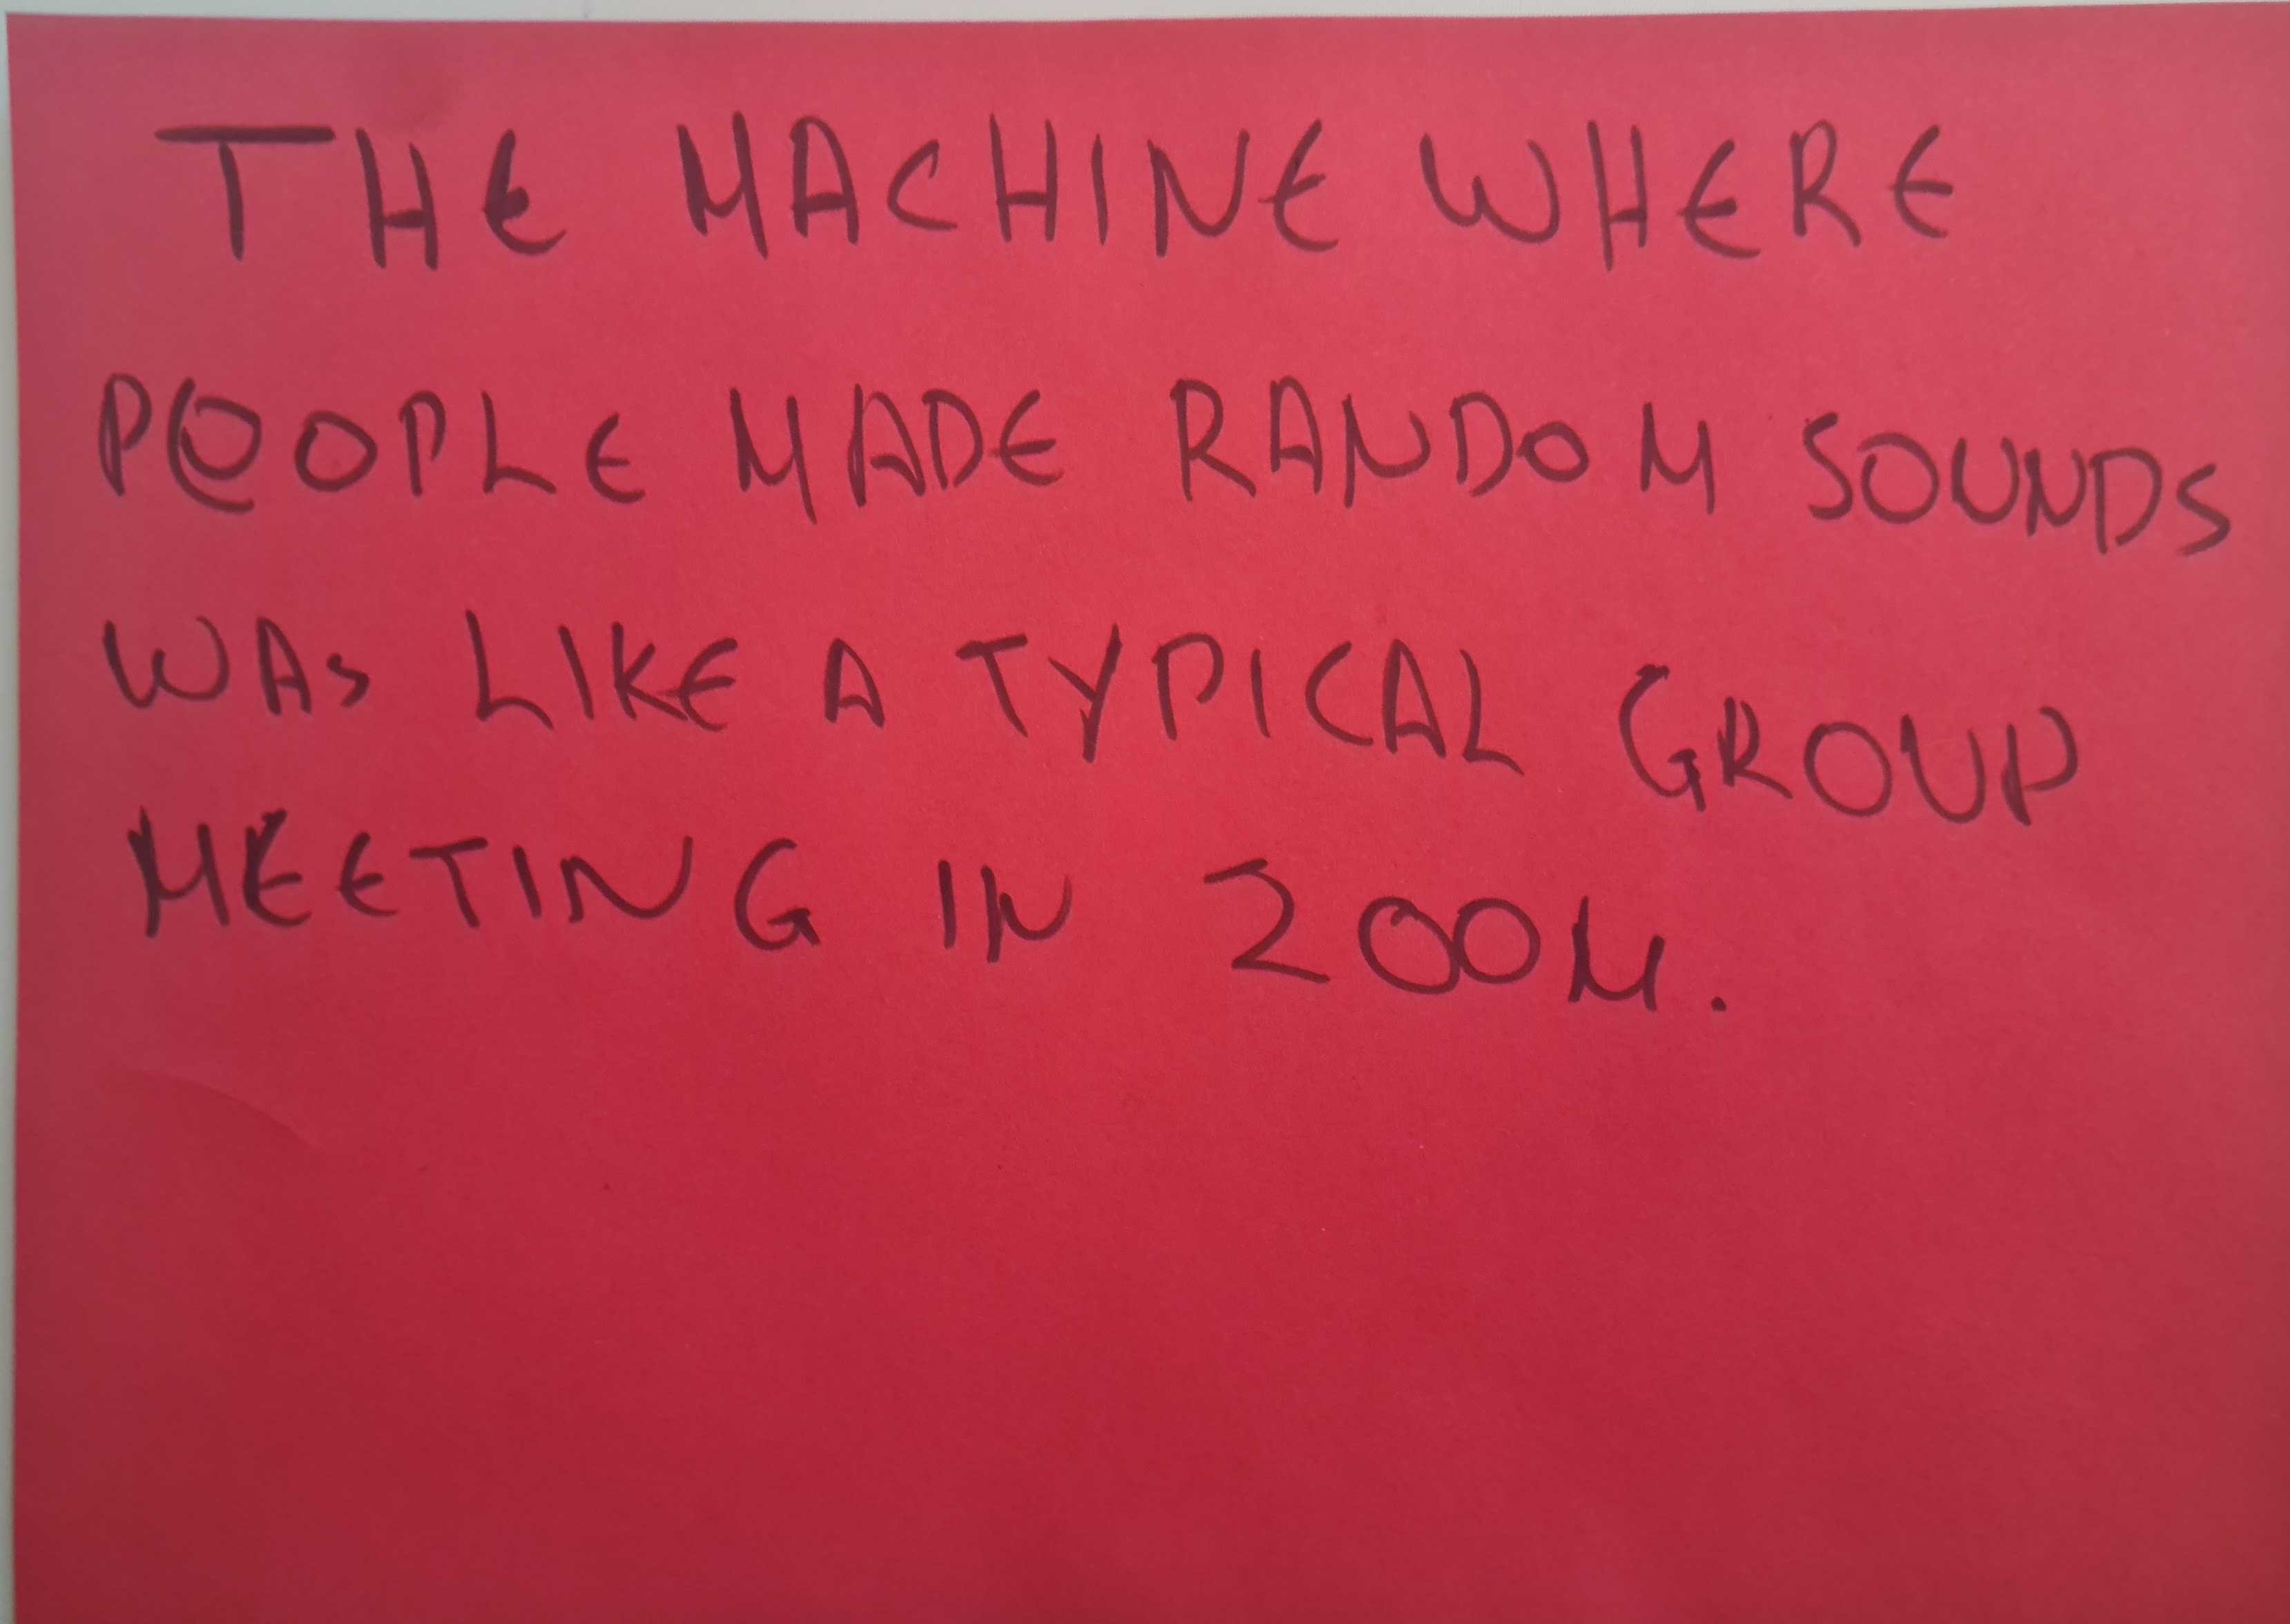 THE MACHINE WHERE
PEOPLE MADE RANDOM SOUNDS
WAS LIKE A TYPICAL GROUP
MEETING IN ZOOM.